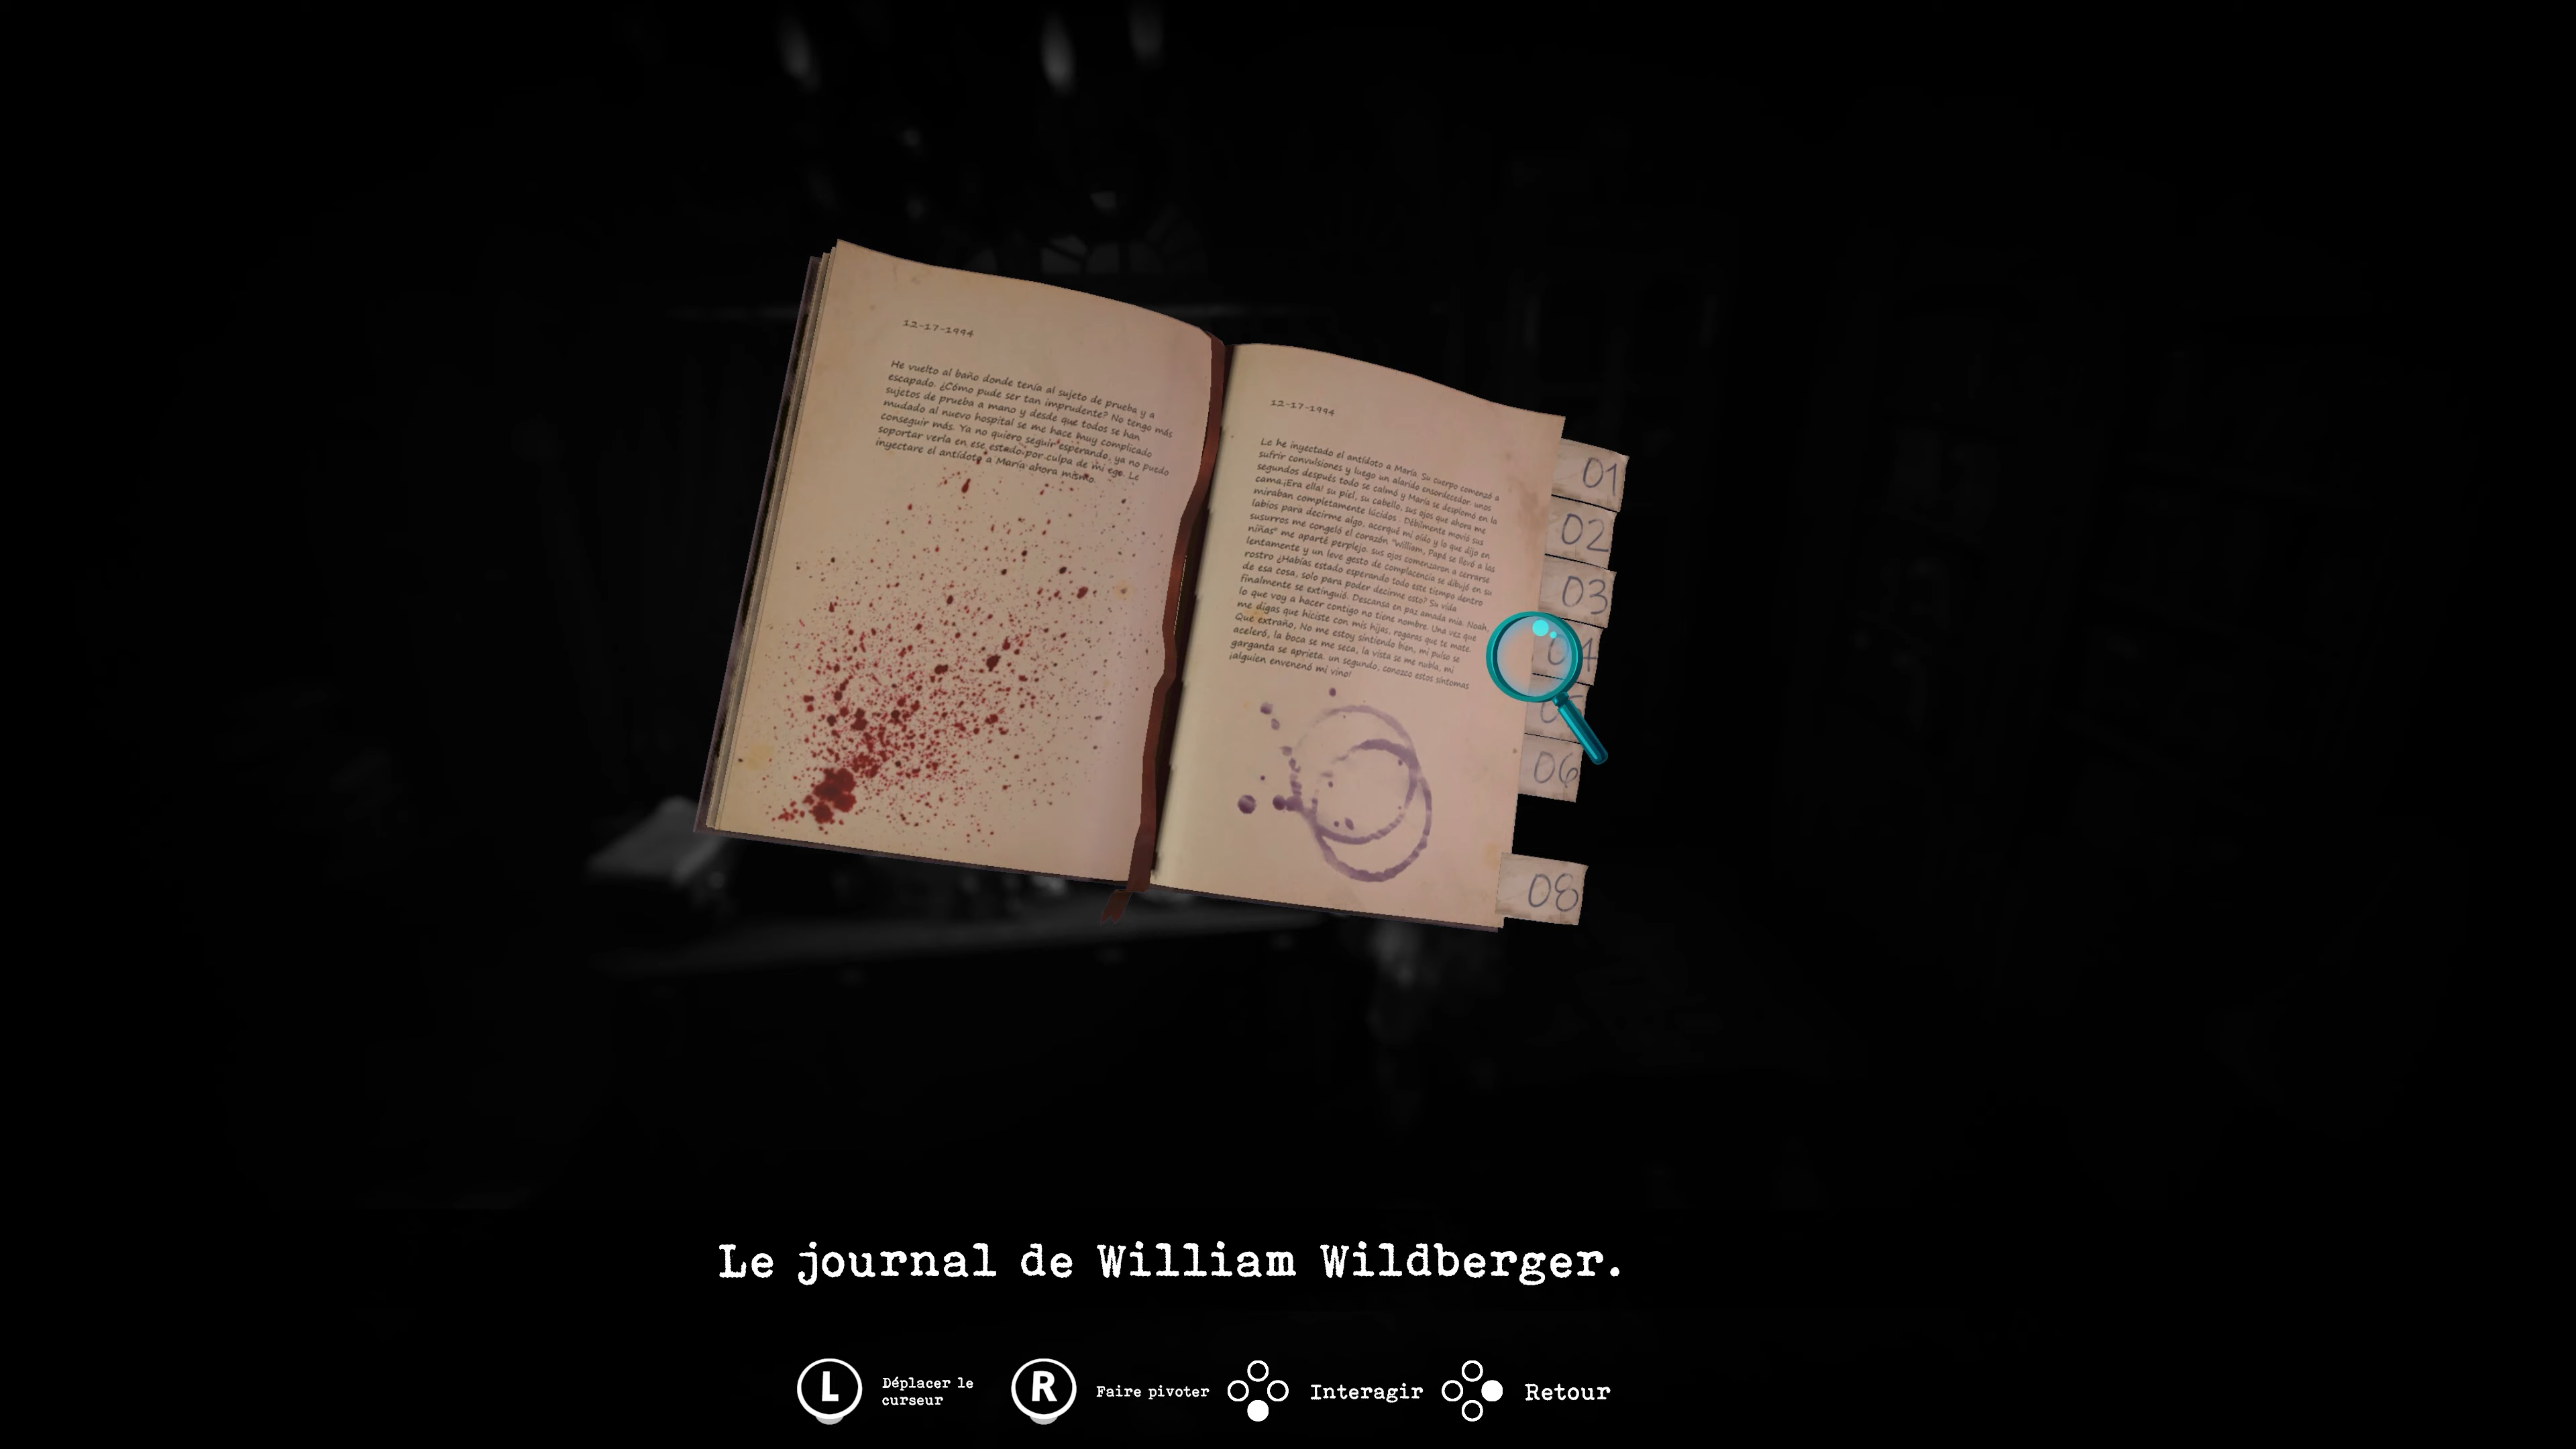 12-17-1994
He vuelto al baño donde tenía al sujeto de prueba y a
escapado. ¿Cómo pude ser tan imprudente? No tengo más
sujetos de prueba a mano y desde que todos se han
mudado al nuevo hospital se me hace muy complicado
conseguir más. Ya no quiero seguir esperando, ya no puedo
soportar verla en ese estado por culpa de mi ego. Le
inyectare el antídoto a María ahora mismo.
12-17-1994
Le he inyectado el antídoto a María. Su cuerpo comenzó a
sufrir convulsiones y luego un alarido ensordecedor. unos
segundos después todo se calmó y María se desplomó en la
cama.¡Era ella! su piel, su cabello, sus ojos que ahora me
miraban completamente lúcidos . Débilmente movió sus
labios para decirme algo, acerqué mi oído y lo que dijo en
susurros me congeló el corazón "William, Papá se llevó a las
niñas" me aparté perplejo. sus ojos comenzaron a cerrarse
lentamente y un leve gesto de complacencia se dibujó en su
rostro ¿Habías estado esperando todo este tiempo dentro
de esa cosa, solo para poder decirme esto? Su vida
finalmente se extinguió. Descansa en paz amada mía. Noah,
lo que voy a hacer contigo no tiene nombre. Una vez que
me digas que hiciste con mis hijas, rogaras que te mate.
Que extraño, No me estoy sintiendo bien, mi pulso se
aceleró, la boca se me seca, la vista se me nubla, mi
garganta se aprieta. un segundo, conozco estos síntomas
¡alguien envenenó mi vino!
01
02
03
04
06
08
Le journal de William Wildberger.
L Déplacer le
curseur
R Faire pivoter
Interagir
Retour